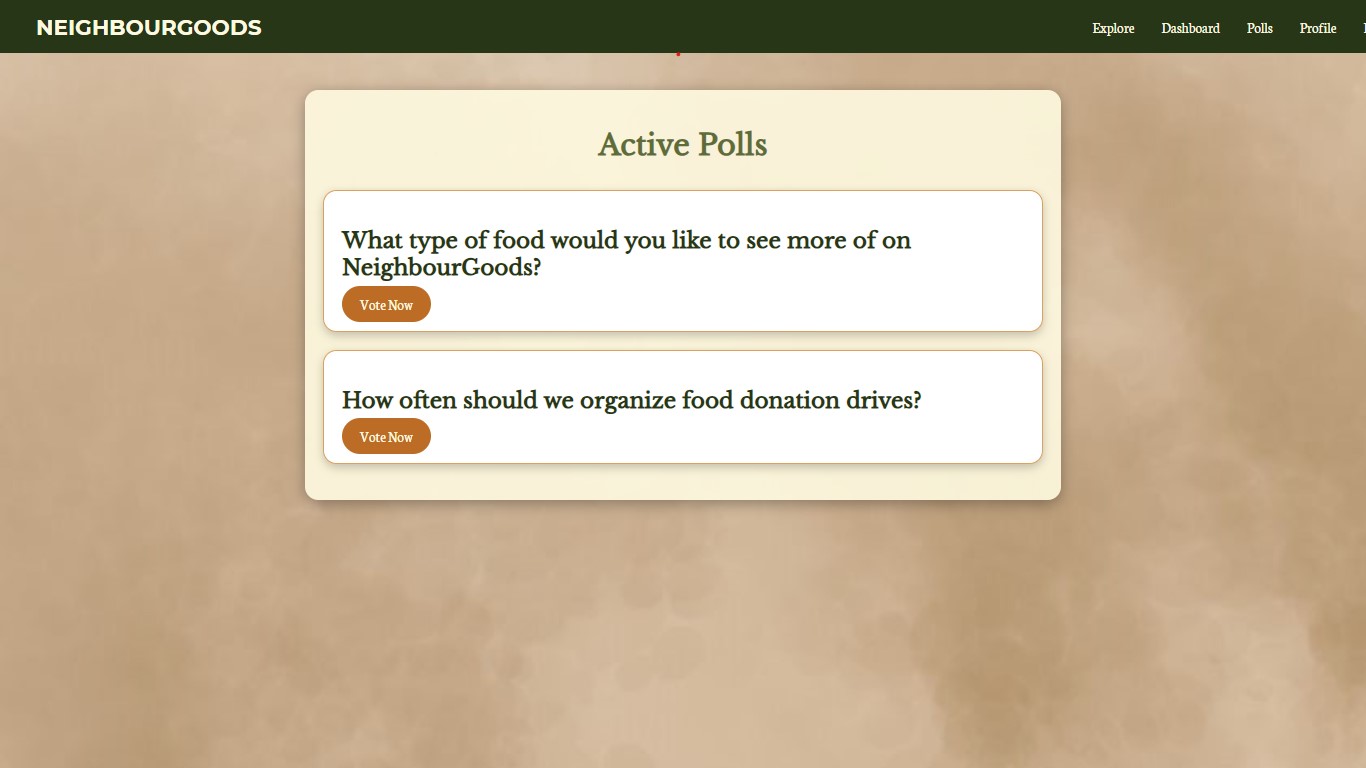 NEIGHBOURGOODS
Explore
Dashboard
Polls
Profile
Active Polls
What type of food would you like to see more of on
NeighbourGoods?
Vote Now
How often should we organize food donation drives?
Vote Now